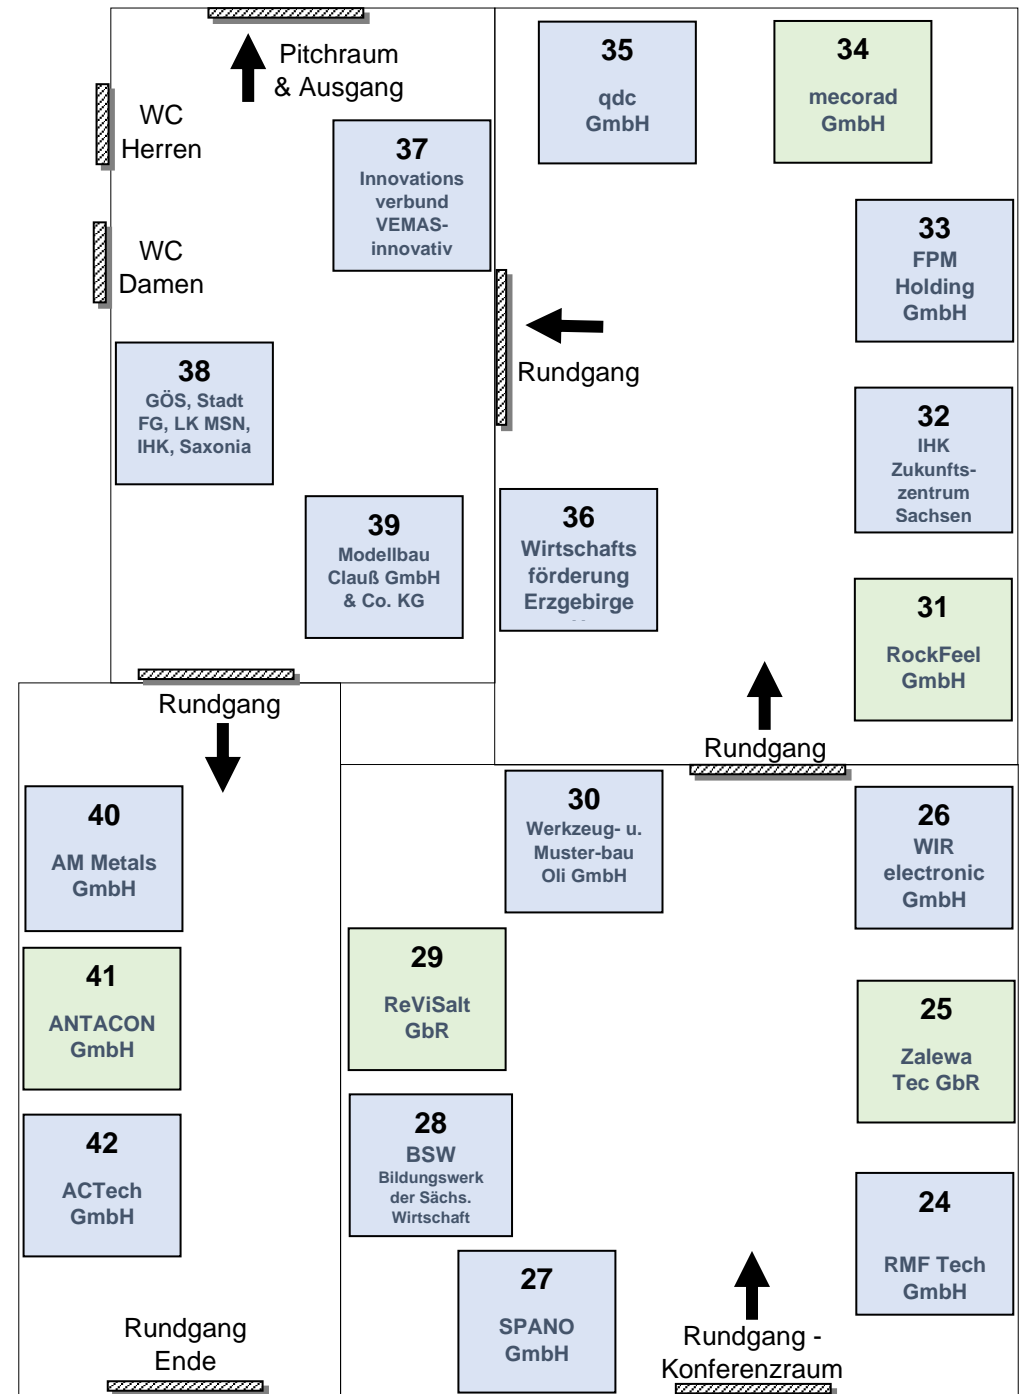 Pitchraum
& Ausgang
WC
Herren
WC
Damen
37
Innovations
verbund
VEMAS-
innovativ
38
GÖS, Stadt
FG, LK MSN,
IHK, Saxonia
39
Modellbau
Clauß GmbH
& Co. KG
35
qdc
GmbH
34
mecorad
GmbH
33
FPM
Holding
GmbH
Rundgang
32
IHK
Zukunfts-
zentrum
Sachsen
36
Wirtschafts
förderung
Erzgebirge
31
RockFeel
GmbH
Rundgang
Rundgang
40
AM Metals
GmbH
41
ANTACON
GmbH
42
ACTech
GmbH
Rundgang
Ende
30
Werkzeug- u.
Muster-bau
Oli GmbH
26
WIR
electronic
GmbH
29
ReViSalt
GbR
25
Zalewa
Tec GbR
28
BSW
Bildungswerk
der Sächs.
Wirtschaft
24
RMF Tech
GmbH
27
SPANO
GmbH
Rundgang -
Konferenzraum